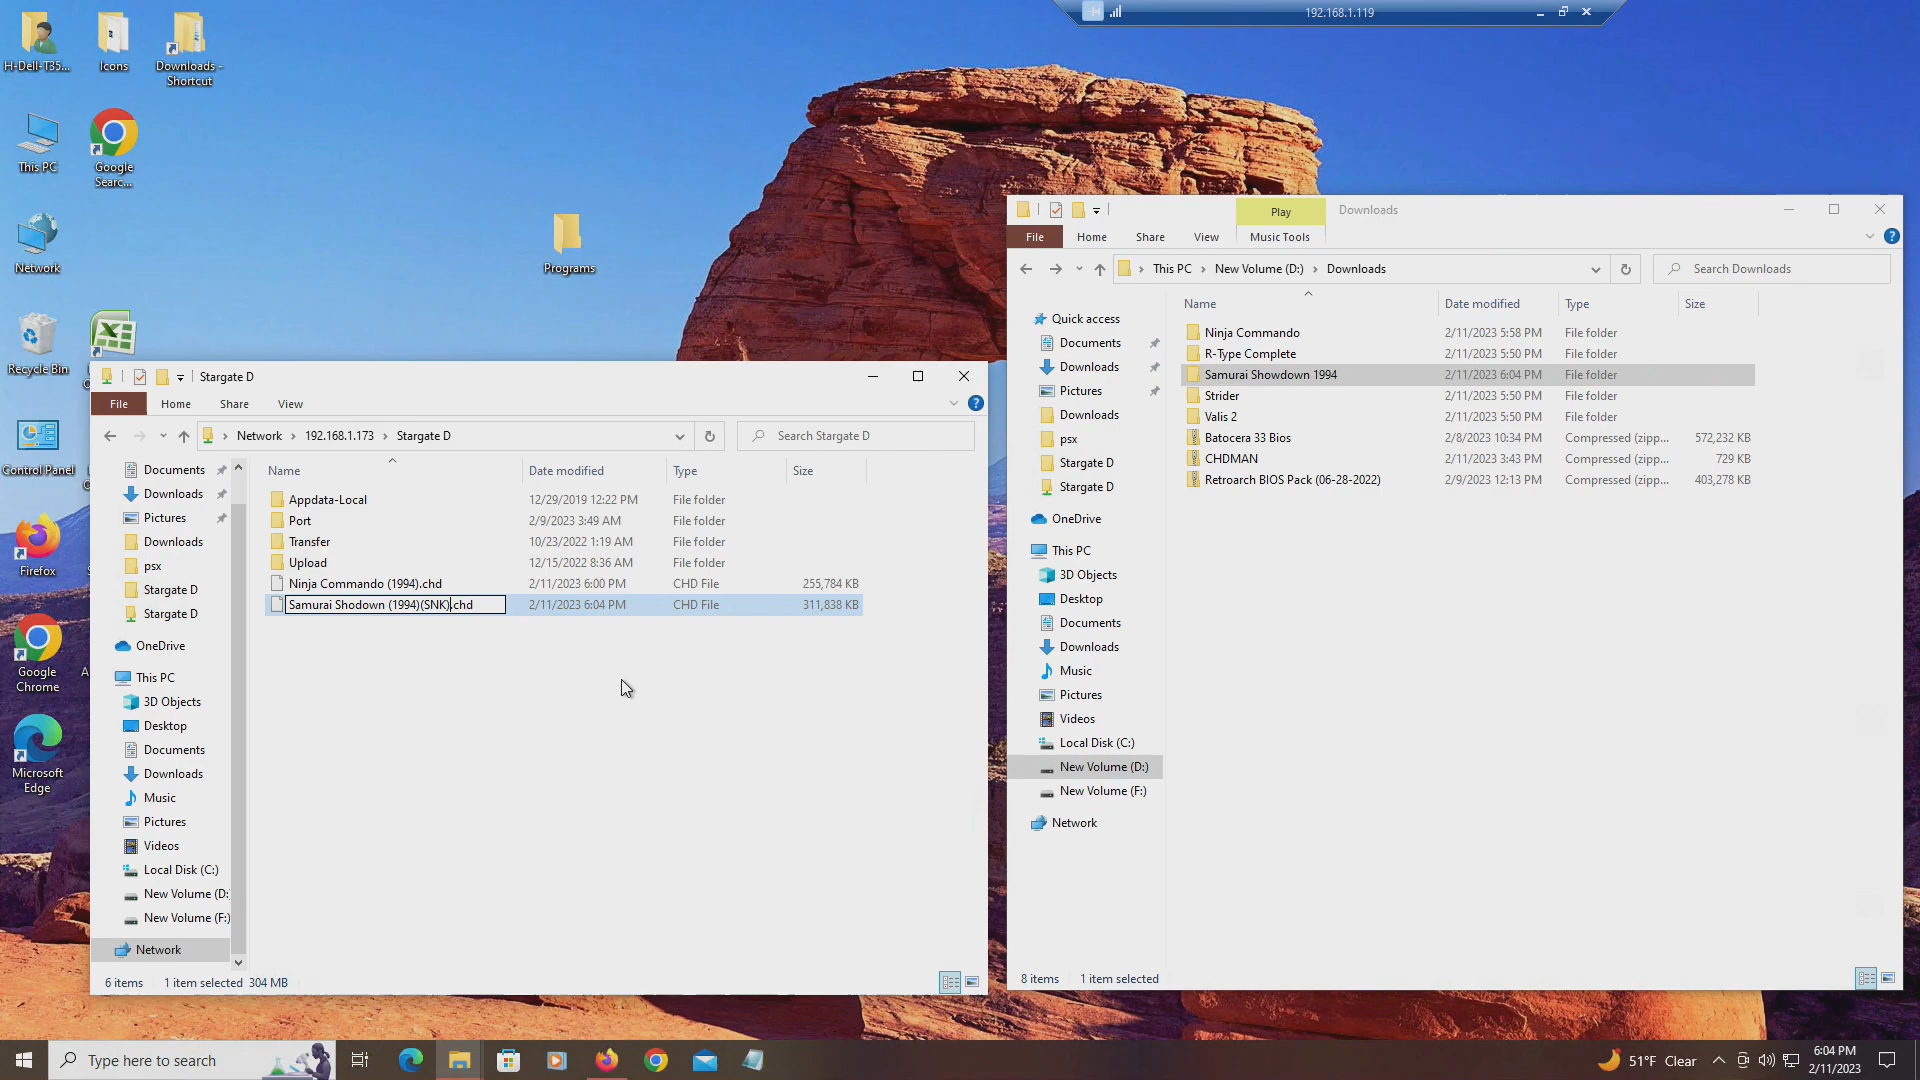 192.168.1.119
H-Dell-T35...
Icons
Downloads -
Shortcut
This PC
Google
Searc...
Network
Programs
Recycle Bin
Control Panel
Firefox
Google
Chrome
Microsoft
Edge
Stargate D
File
Home
Share
View
Network
192.168.1.173
Stargate D
Search Stargate D
Documents
Downloads
Pictures
Downloads
psx
Stargate D
Stargate D
OneDrive
This PC
3D Objects
Desktop
Documents
Downloads
Music
Pictures
Videos
Local Disk (C:)
New Volume (D:
New Volume (F:)
Network
Name Date modified Type Size
Appdata-Local 12/29/2019 12:22 PM File folder
Port 2/9/2023 3:49 AM File folder
Transfer 10/23/2022 1:19 AM File folder
Upload 12/15/2022 8:36 AM File folder
Ninja Commando (1994).chd 2/11/2023 6:00 PM CHD File 255,784 KB
Samurai Shodown (1994)(SNK).chd 2/11/2023 6:04 PM CHD File 311,838 KB
6 items 1 item selected 304 MB
Play
Downloads
File
Home
Share
View
Music Tools
This PC
New Volume (D:)
Downloads
Search Downloads
Quick access
Documents
Downloads
Pictures
Downloads
psx
Stargate D
Stargate D
OneDrive
This PC
3D Objects
Desktop
Documents
Downloads
Music
Pictures
Videos
Local Disk (C:)
New Volume (D:)
New Volume (F:)
Network
Name Date modified Type Size
Ninja Commando 2/11/2023 5:58 PM File folder
R-Type Complete 2/11/2023 5:50 PM File folder
Samurai Showdown 1994 2/11/2023 6:04 PM File folder
Strider 2/11/2023 5:50 PM File folder
Valis 2 2/11/2023 5:50 PM File folder
Batocera 33 Bios 2/8/2023 10:34 PM Compressed (zipp... 572,232 KB
CHDMAN 2/11/2023 3:43 PM Compressed (zipp... 729 KB
Retroarch BIOS Pack (06-28-2022) 2/9/2023 12:13 PM Compressed (zipp... 403,278 KB
8 items 1 item selected
Type here to search
51°F Clear
6:04 PM
2/11/2023